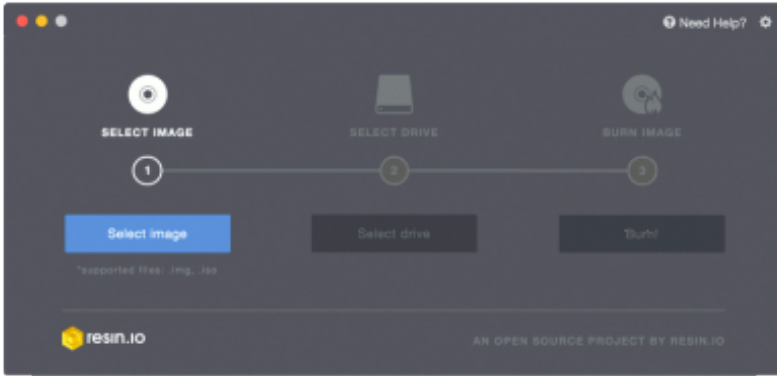 Need Help?
SELECT IMAGE
SELECT DRIVE
BURN IMAGE
1
2
3
Select image
Select drive
Burn!
*supported files: .img, .iso
resin.io
AN OPEN SOURCE PROJECT BY RESIN.IO